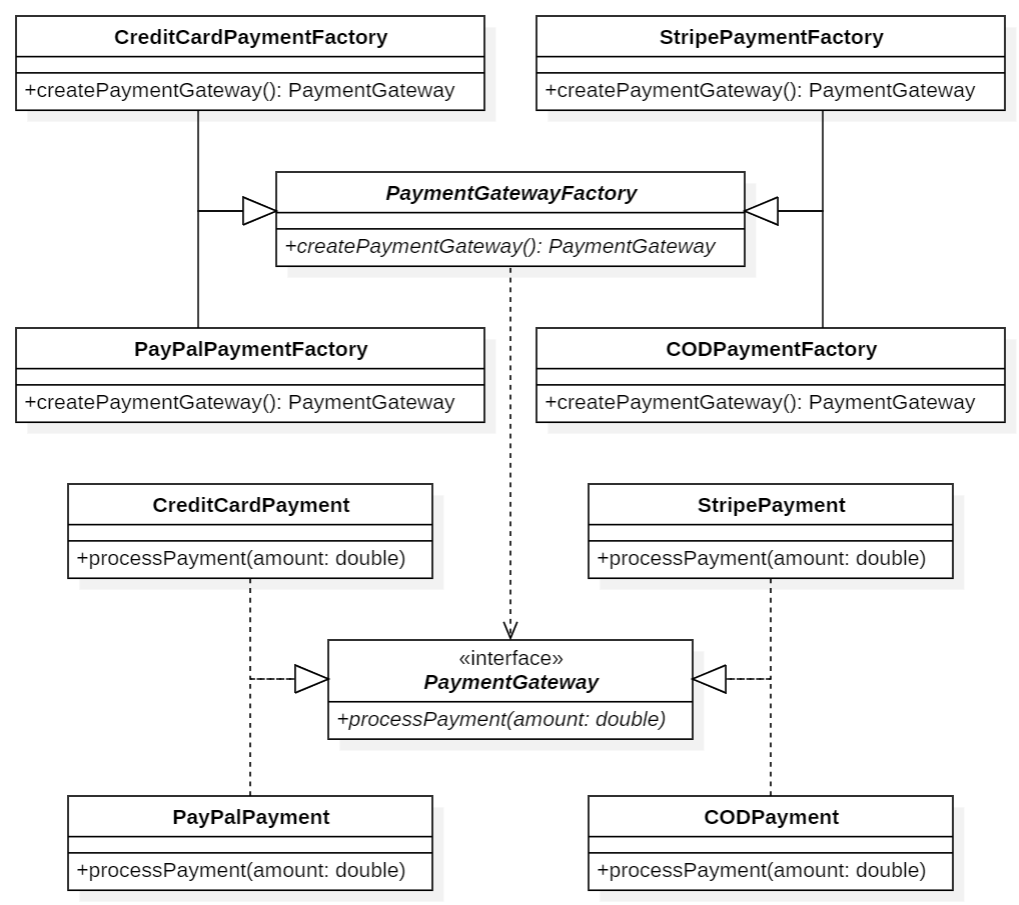 CreditCardPaymentFactory
+createPaymentGateway(): PaymentGateway
StripePaymentFactory
+createPaymentGateway(): PaymentGateway
PaymentGatewayFactory
+createPaymentGateway(): PaymentGateway
PayPalPaymentFactory
+createPaymentGateway(): PaymentGateway
CODPaymentFactory
+createPaymentGateway(): PaymentGateway
CreditCardPayment
+processPayment(amount: double)
StripePayment
+processPayment(amount: double)
«interface»
PaymentGateway
+processPayment(amount: double)
PayPalPayment
+processPayment(amount: double)
CODPayment
+processPayment(amount: double)